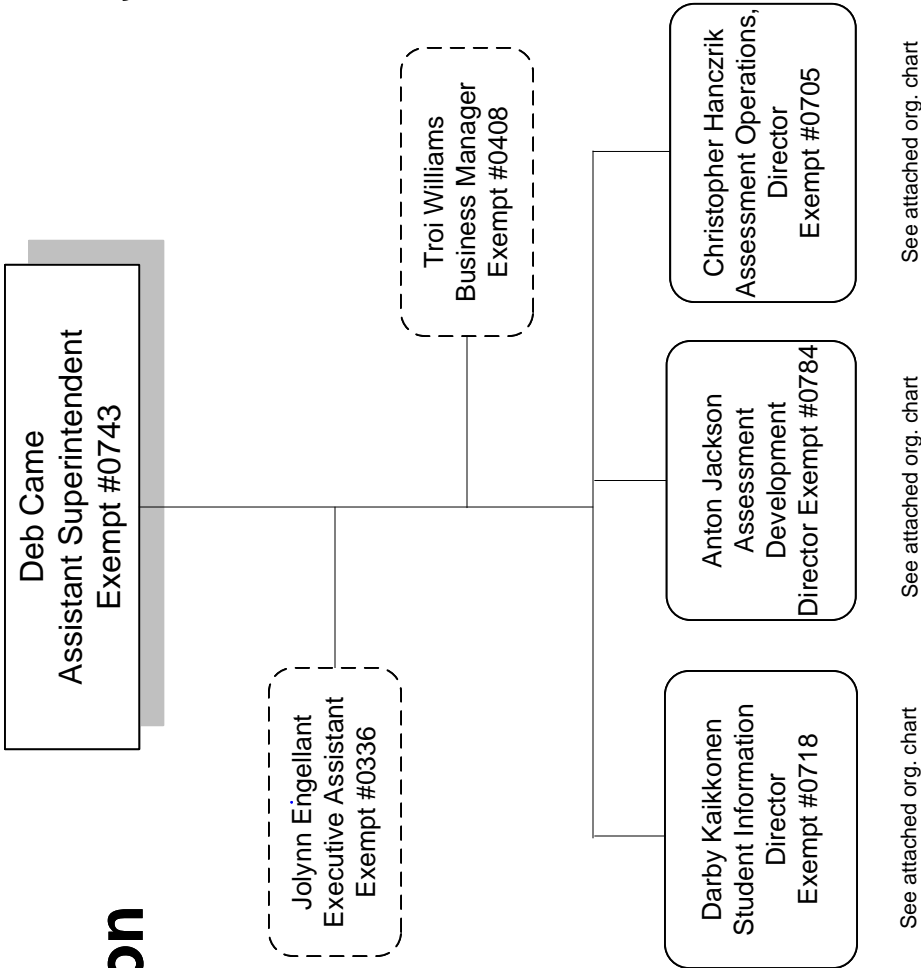 on
Deb Came
Assistant Superintendent
Exempt #0743
Jolynn Engellant
Executive Assistant
Exempt #0336
Troi Williams
Business Manager
Exempt #0408
Darby Kaikkonen
Student Information
Director
Exempt #0718
Anton Jackson
Assessment
Development
Director Exempt #0784
Christopher Hanczrik
Assessment Operations,
Director
Exempt #0705
See attached org. chart
See attached org. chart
See attached org. chart